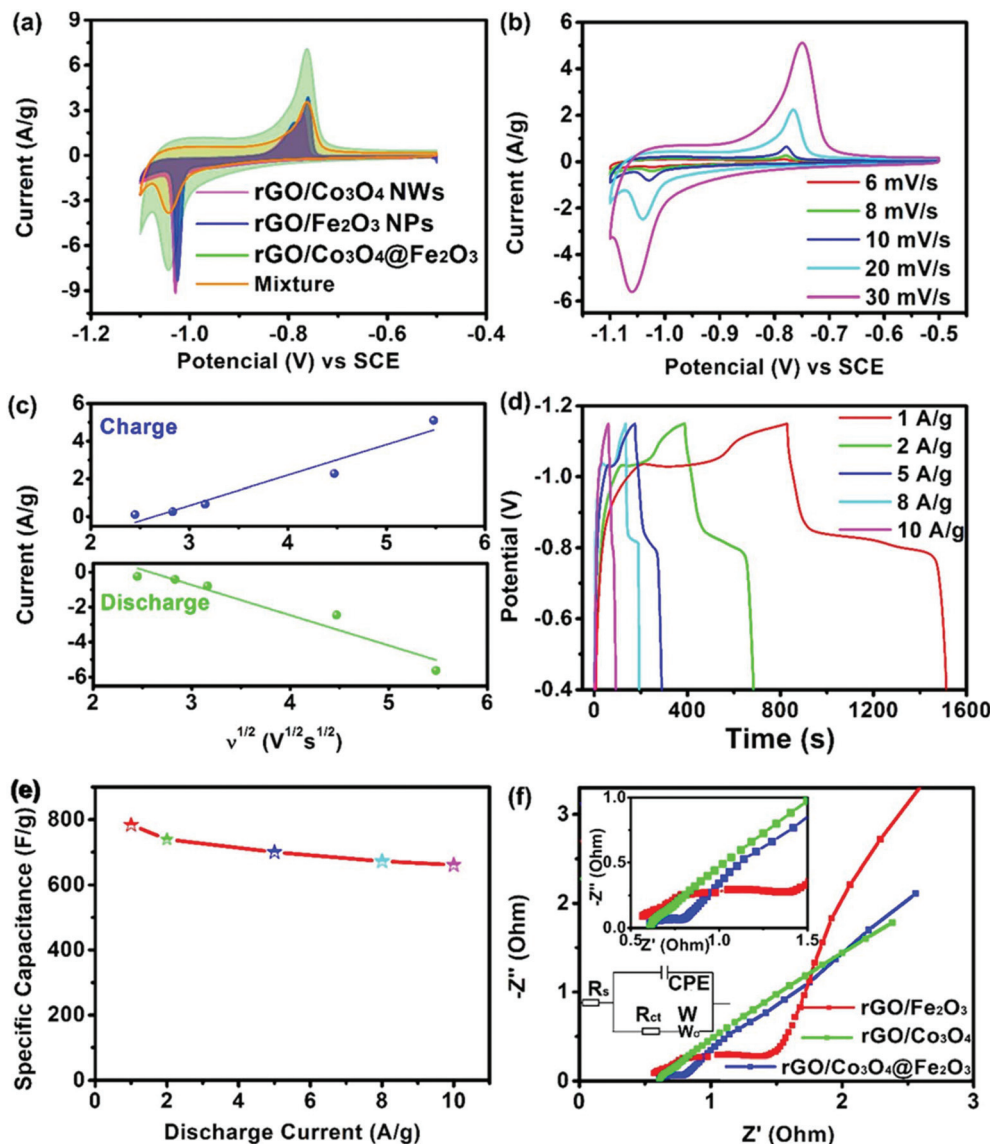 (a)
9
6
3
0
-3
-6
-9
Current (A/g)
rGO/Co₃O₄ NWs
rGO/Fe₂O₃ NPs
rGO/Co₃O₄@Fe₂O₃
Mixture
-1.2 -1.0 -0.8 -0.6 -0.4
Potencial (V) vs SCE
(b)
6
4
2
0
-2
-4
-6
Current (A/g)
6 mV/s
8 mV/s
10 mV/s
20 mV/s
30 mV/s
-1.1 -1.0 -0.9 -0.8 -0.7 -0.6 -0.5
Potencial (V) vs SCE
(c)
6
4
2
0
Charge
2 3 4 5 6
Current (A/g)
0
-2
-4
-6
Discharge
2 3 4 5 6
ν¹/² (V¹/²s¹/²)
(d)
-1.2
-1.0
-0.8
-0.6
-0.4
Potential (V)
1 A/g
2 A/g
5 A/g
8 A/g
10 A/g
0 400 800 1200 1600
Time (s)
(e)
800
600
400
200
0
Specific Capacitance (F/g)
0 2 4 6 8 10
Discharge Current (A/g)
(f)
3
2
1
0
-Z'' (Ohm)
1.0
0.5
0.0
-Z'' (Ohm)
0.5 1.0 1.5
Z' (Ohm)
CPE
Rs
Rct W
Wo
rGO/Fe₂O₃
rGO/Co₃O₄
rGO/Co₃O₄@Fe₂O₃
0 1 2 3
Z' (Ohm)